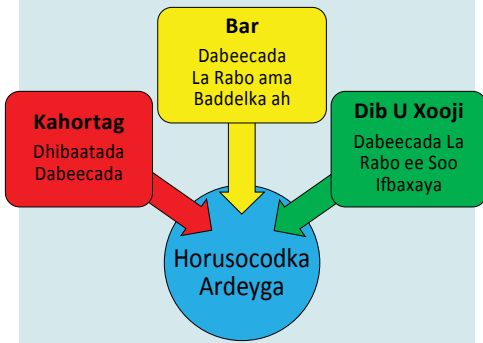 Bar
Dabeecada
La Rabo ama
Baddelka ah
Kahortag
Dhibaatada
Dabeecada
Dib U Xooji
Dabeecada La
Rabo ee Soo
Ifbaxaya
Horusocodka
Ardeyga